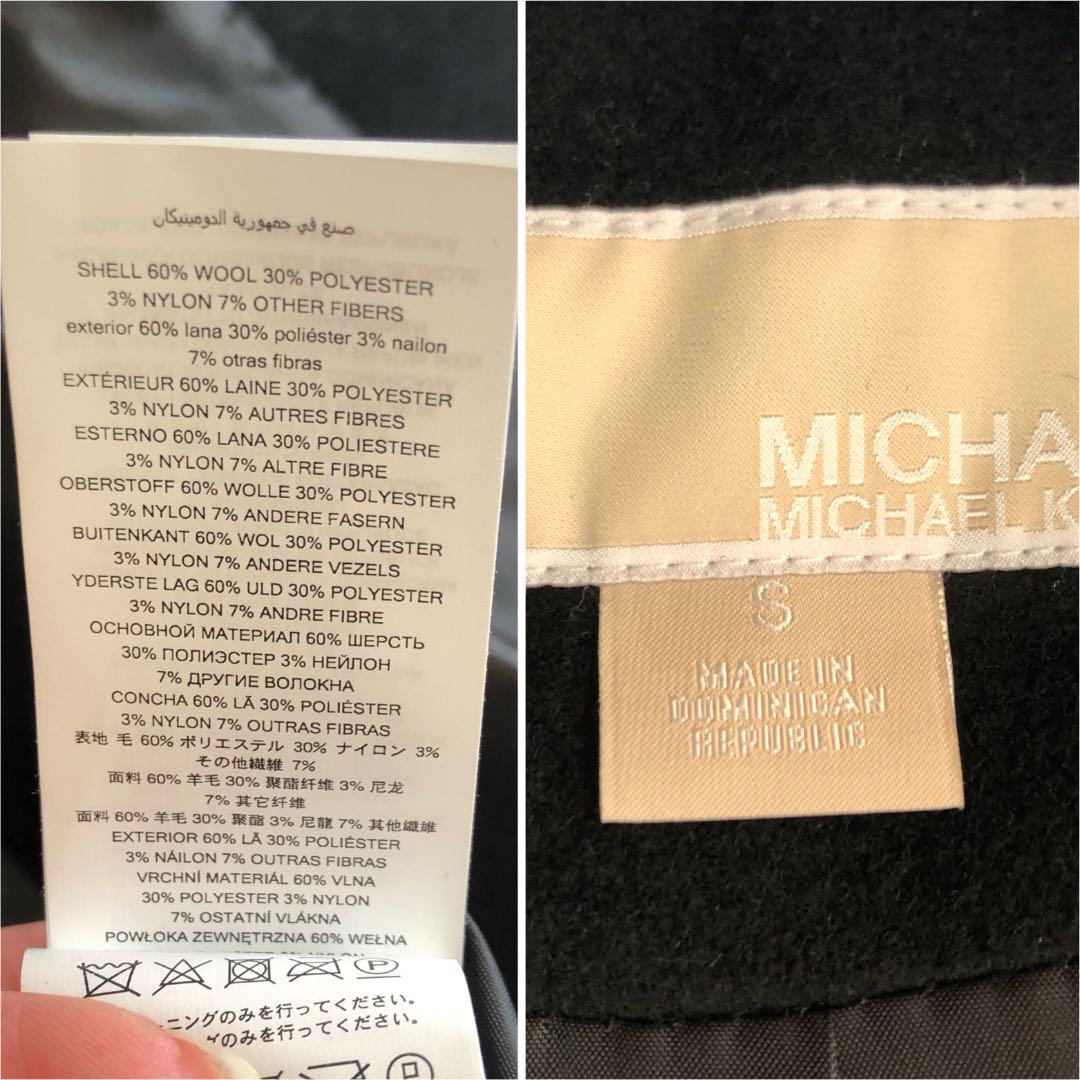 صنع في جمهورية الدومينيكان
SHELL 60% WOOL 30% POLYESTER
3% NYLON 7% OTHER FIBERS
exterior 60% lana 30% poliéster 3% nailon
7% otras fibras
EXTÉRIEUR 60% LAINE 30% POLYESTER
3% NYLON 7% AUTRES FIBRES
ESTERNO 60% LANA 30% POLIESTERE
3% NYLON 7% ALTRE FIBRE
OBERSTOFF 60% WOLLE 30% POLYESTER
3% NYLON 7% ANDERE FASERN
BUITENKANT 60% WOL 30% POLYESTER
3% NYLON 7% ANDERE VEZELS
YDERSTE LAG 60% ULD 30% POLYESTER
3% NYLON 7% ANDRE FIBRE
ОСНОВНОЙ МАТЕРИАЛ 60% ШЕРСТЬ
30% ПОЛИЭСТЕР 3% НЕЙЛОН
7% ДРУГИЕ ВОЛОКНА
CONCHA 60% LÃ 30% POLIÉSTER
3% NYLON 7% OUTRAS FIBRAS
表地 毛 60% ポリエステル 30% ナイロン 3%
その他繊維 7%
面料 60% 羊毛 30% 聚酯纤维 3% 尼龙
7% 其它纤维
面料 60% 羊毛 30% 聚酯 3% 尼龍 7% 其他纖維
EXTERIOR 60% LÃ 30% POLIÉSTER
3% NÁILON 7% OUTRAS FIBRAS
VRCHNÍ MATERIÁL 60% VLNA
30% POLYESTER 3% NYLON
7% OSTATNÍ VLÁKNA
POWŁOKA ZEWNĘTRZNA 60% WEŁNA
P
ーニングのみを行ってください。
のみを行ってください。
MICHA
MICHAEL K
S
MADE IN
DOMINICAN
REPUBLIC